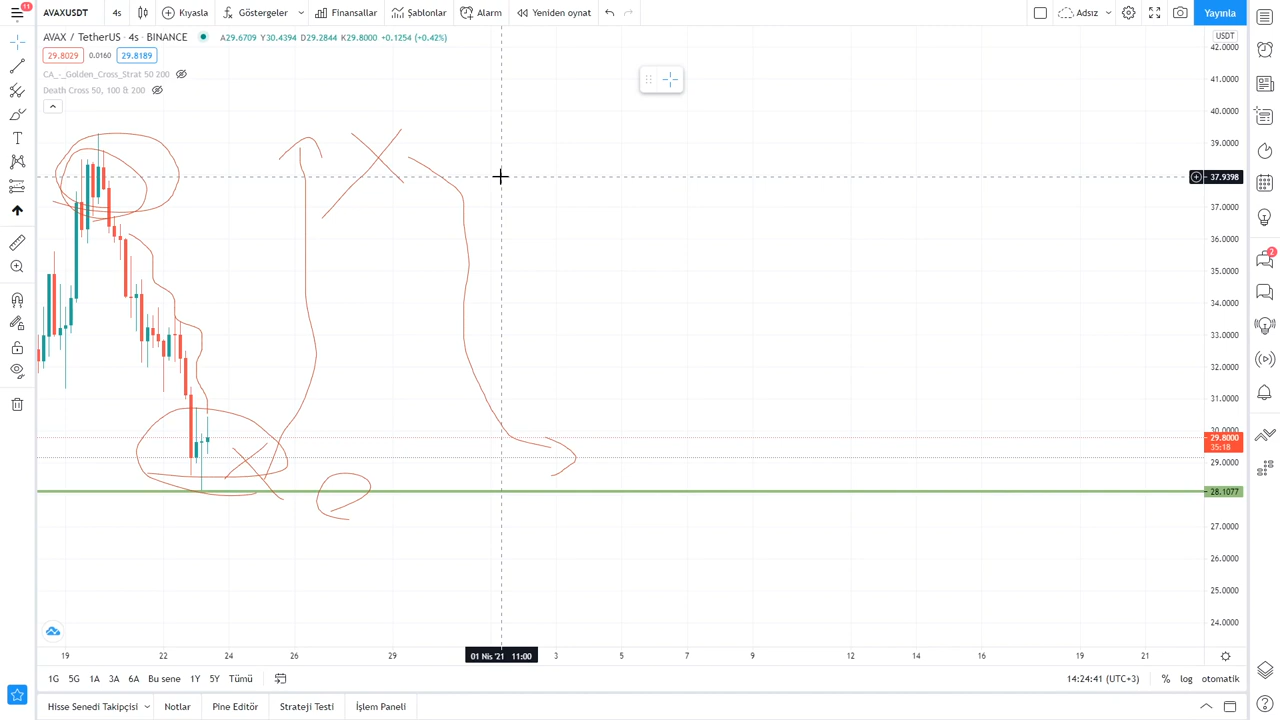 11
AVAXUSDT 4s Kıyasla Göstergeler Finansallar Şablonlar Alarm Yeniden oynat Adsız Yayınla
AVAX / TetherUS · 4s · BINANCE A29.6709 Y30.4394 D29.2844 K29.8000 +0.1254 (+0.42%)
USDT
29.8029 0.0160 29.8189
CA_-_Golden_Cross_Strat 50 200
Death Cross 50, 100 & 200
42.0000
41.0000
40.0000
39.0000
37.9398
37.0000
36.0000
35.0000
34.0000
33.0000
32.0000
31.0000
30.0000
29.8000
35:18
29.0000
28.1077
27.0000
26.0000
25.0000
24.0000
2
19 22 24 26 29 01 Nis '21 11:00 3 5 7 9 12 14 16 19 21
1G 5G 1A 3A 6A Bu sene 1Y 5Y Tümü 14:24:41 (UTC+3) % log otomatik
Hisse Senedi Takipçisi Notlar Pine Editör Strateji Testi İşlem Paneli